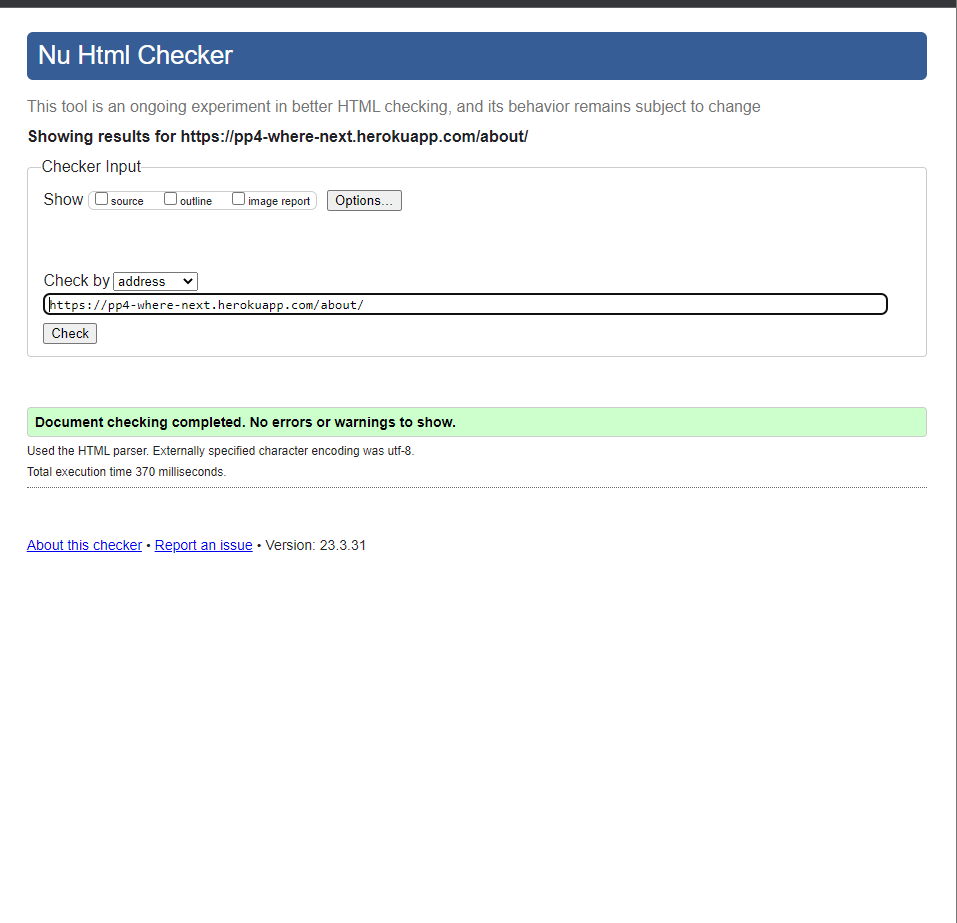 Nu Html Checker
This tool is an ongoing experiment in better HTML checking, and its behavior remains subject to change
Showing results for https://pp4-where-next.herokuapp.com/about/
Checker Input
Show source outline image report Options...
Check by address
https://pp4-where-next.herokuapp.com/about/
Check
Document checking completed. No errors or warnings to show.
Used the HTML parser. Externally specified character encoding was utf-8.
Total execution time 370 milliseconds.
About this checker • Report an issue • Version: 23.3.31